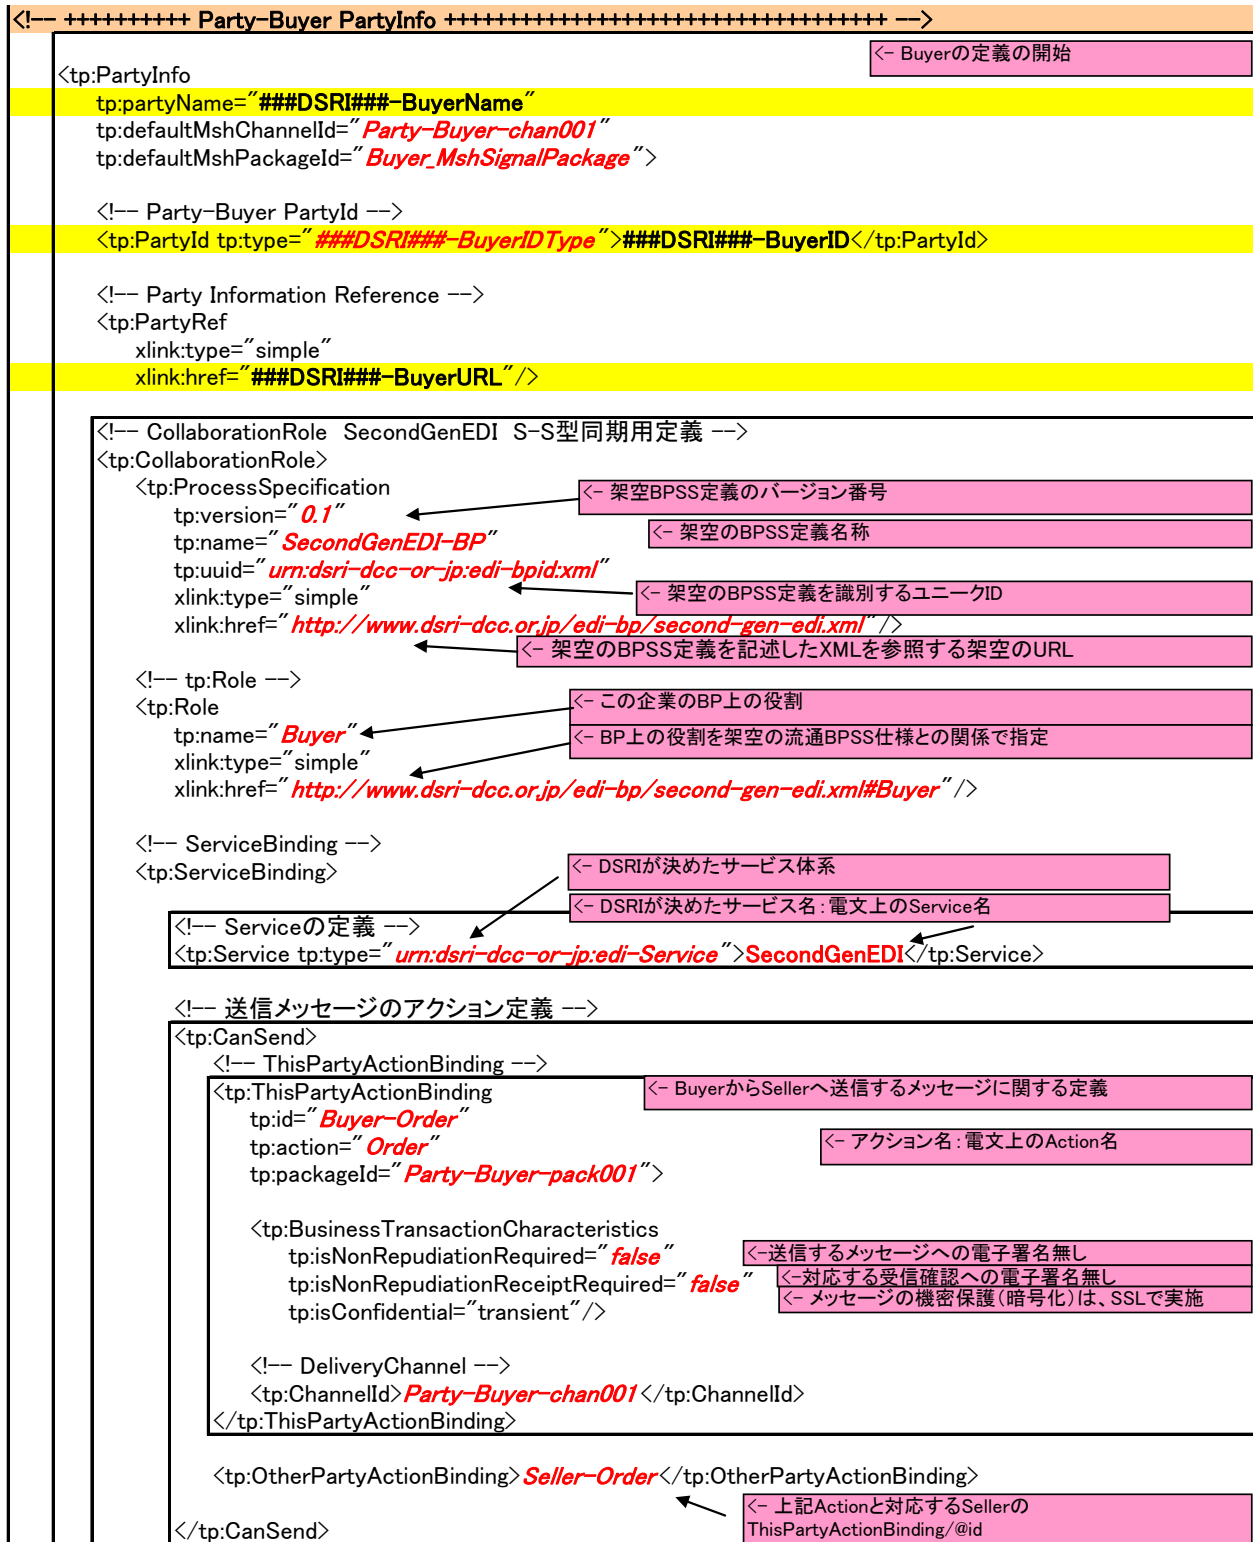 <!-- ++++++++++ Party-Buyer PartyInfo +++++++++++++++++++++++++++++++++++ -->
<- Buyerの定義の開始
<tp:PartyInfo
tp:partyName="###DSRI###-BuyerName"
tp:defaultMshChannelId="Party-Buyer-chan001"
tp:defaultMshPackageId="Buyer_MshSignalPackage">
<!-- Party-Buyer PartyId -->
<tp:PartyId tp:type="###DSRI###-BuyerIDType">###DSRI###-BuyerID</tp:PartyId>
<!-- Party Information Reference -->
<tp:PartyRef
xlink:type="simple"
xlink:href="###DSRI###-BuyerURL"/>
<!-- CollaborationRole SecondGenEDI S-S型同期用定義 -->
<tp:CollaborationRole>
<tp:ProcessSpecification
<- 架空BPSS定義のバージョン番号
tp:version="0.1"
tp:name="SecondGenEDI-BP"
<- 架空のBPSS定義名称
tp:uuid="urn:dsri-dcc-or-jp:edi-bpid:xml"
xlink:type="simple"
<- 架空のBPSS定義を識別するユニークID
xlink:href="http://www.dsri-dcc.or.jp/edi-bp/second-gen-edi.xml"/>
<- 架空のBPSS定義を記述したXMLを参照する架空のURL
<!-- tp:Role -->
<tp:Role
<- この企業のBP上の役割
tp:name="Buyer"
<- BP上の役割を架空の流通BPSS仕様との関係で指定
xlink:type="simple"
xlink:href="http://www.dsri-dcc.or.jp/edi-bp/second-gen-edi.xml#Buyer"/>
<!-- ServiceBinding -->
<tp:ServiceBinding>
<- DSRIが決めたサービス体系
<- DSRIが決めたサービス名：電文上のService名
<!-- Serviceの定義 -->
<tp:Service tp:type="urn:dsri-dcc-or-jp:edi-Service">SecondGenEDI</tp:Service>
<!-- 送信メッセージのアクション定義 -->
<tp:CanSend>
<!-- ThisPartyActionBinding -->
<tp:ThisPartyActionBinding
<- BuyerからSellerへ送信するメッセージに関する定義
tp:id="Buyer-Order"
tp:action="Order"
<- アクション名：電文上のAction名
tp:packageId="Party-Buyer-pack001">
<tp:BusinessTransactionCharacteristics
tp:isNonRepudiationRequired="false"
<-送信するメッセージへの電子署名無し
tp:isNonRepudiationReceiptRequired="false"
<-対応する受信確認への電子署名無し
tp:isConfidential="transient"/>
<- メッセージの機密保護（暗号化）は、SSLで実施
<!-- DeliveryChannel -->
<tp:ChannelId>Party-Buyer-chan001</tp:ChannelId>
</tp:ThisPartyActionBinding>
<tp:OtherPartyActionBinding>Seller-Order</tp:OtherPartyActionBinding>
<- 上記Actionと対応するSellerの
ThisPartyActionBinding/@id
</tp:CanSend>